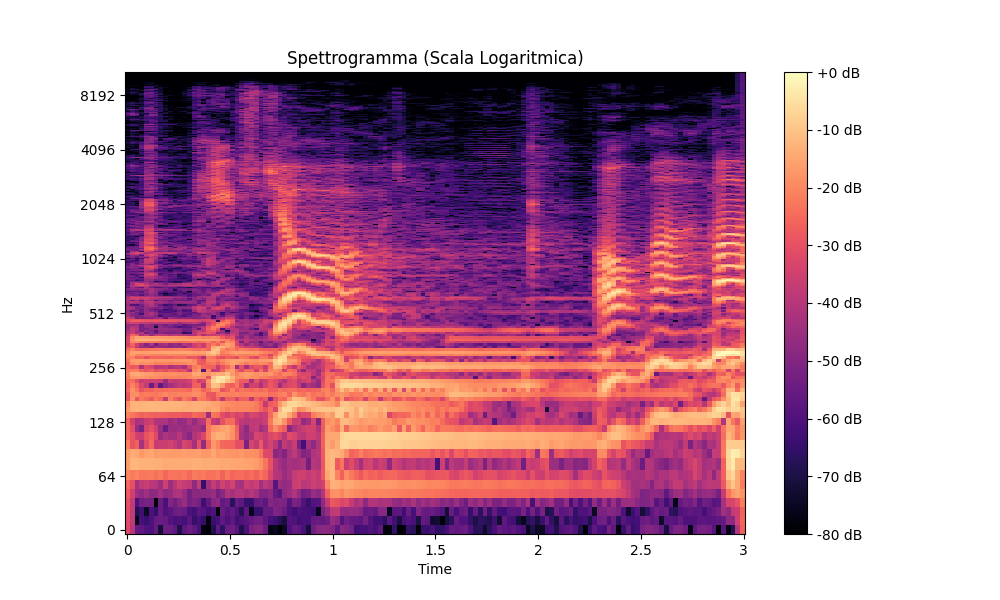 Spettrogramma (Scala Logaritmica)
Hz
8192
4096
2048
1024
512
256
128
64
0
0
0.5
1
1.5
2
2.5
3
Time
+0 dB
-10 dB
-20 dB
-30 dB
-40 dB
-50 dB
-60 dB
-70 dB
-80 dB